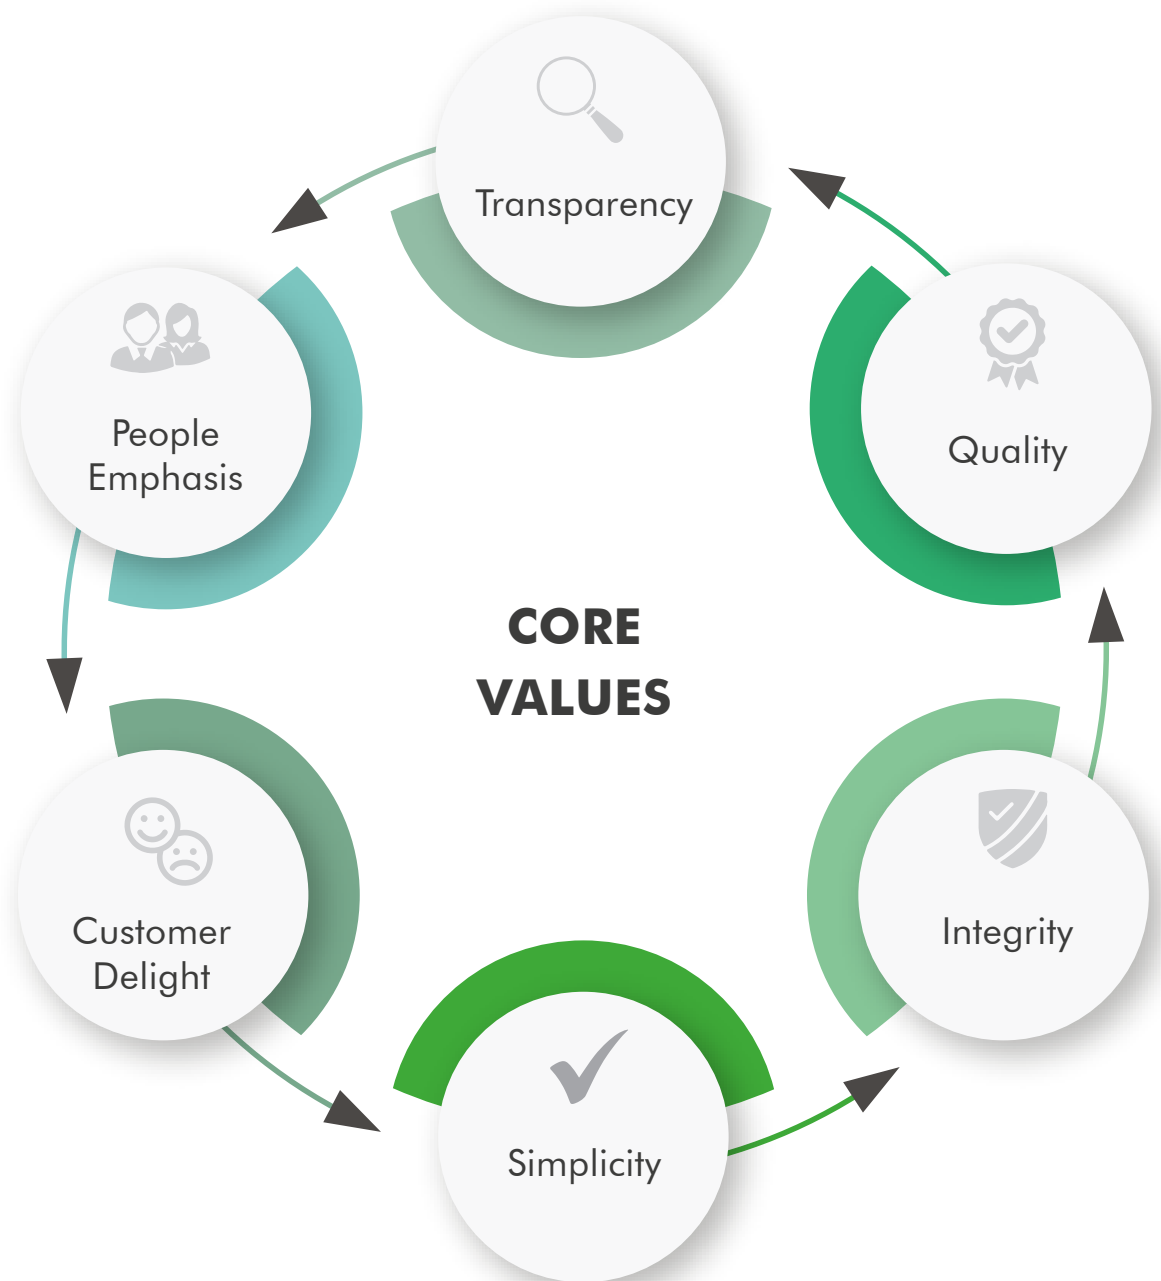 Transparency
People
Emphasis
Quality
CORE
VALUES
Customer
Delight
Integrity
Simplicity